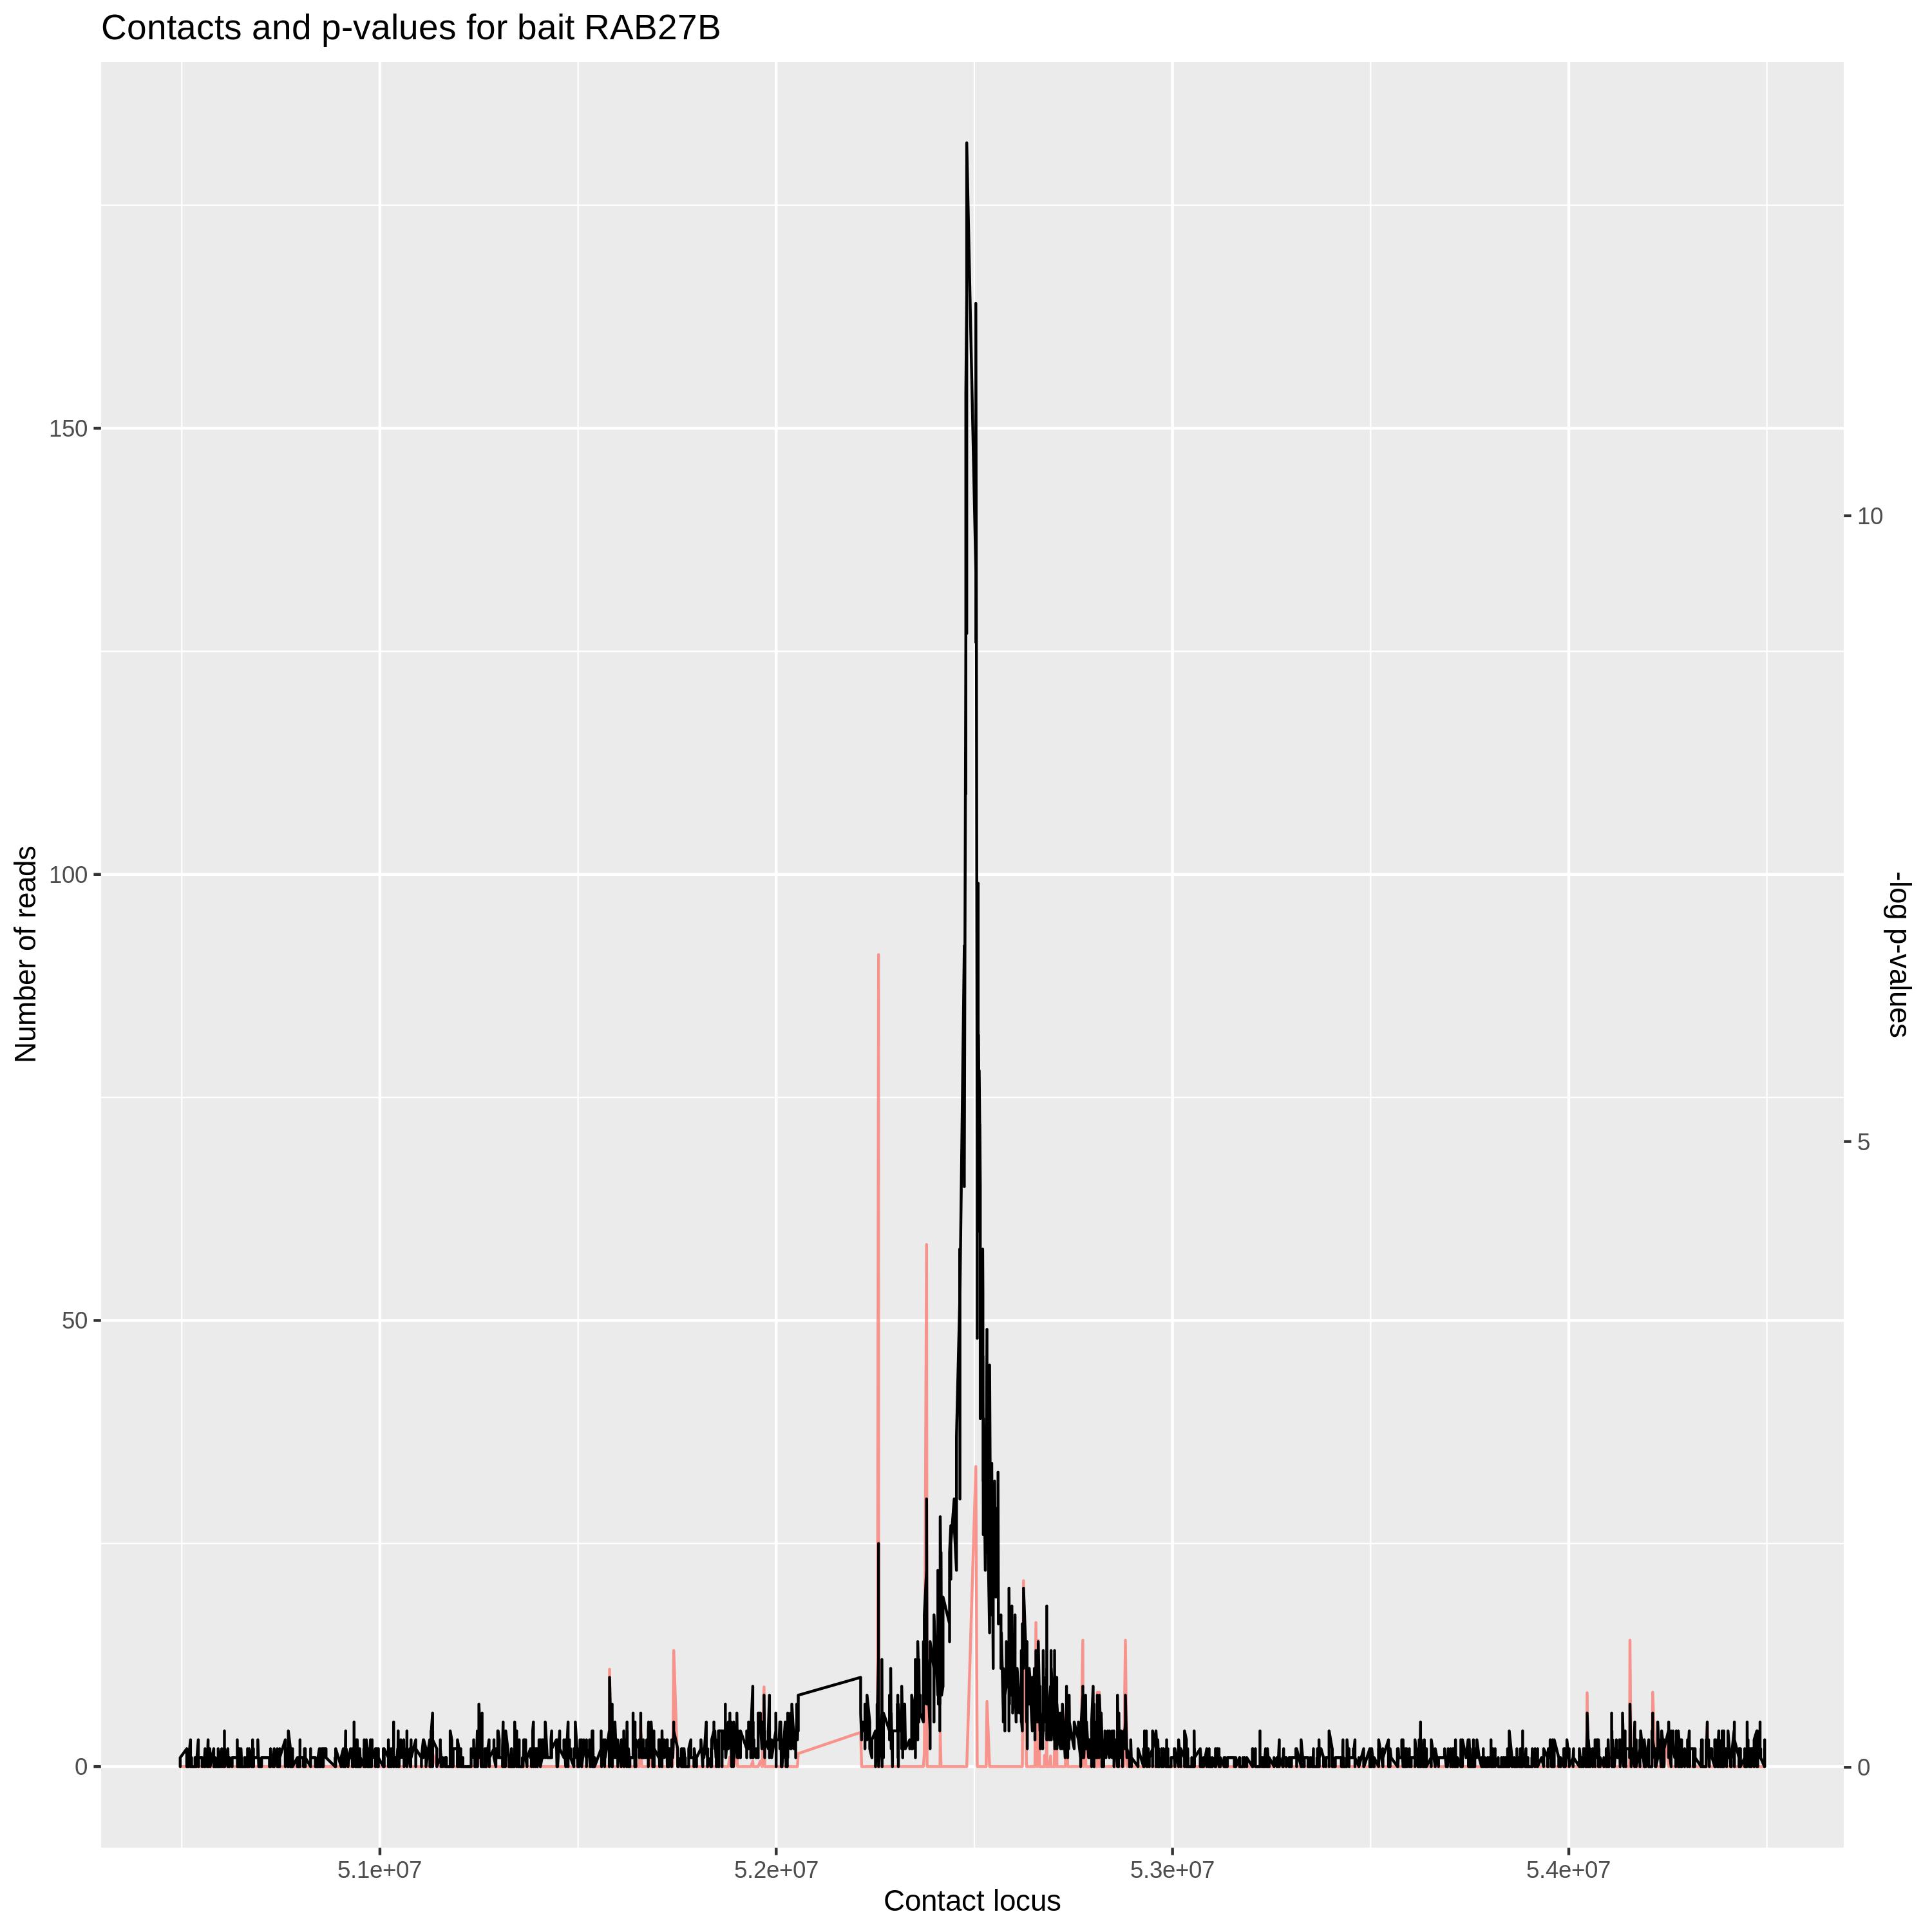 Contacts and p-values for bait RAB27B
150
100
50
0
Number of reads
10
5
0
-log p-values
5.1e+07
5.2e+07
5.3e+07
5.4e+07
Contact locus